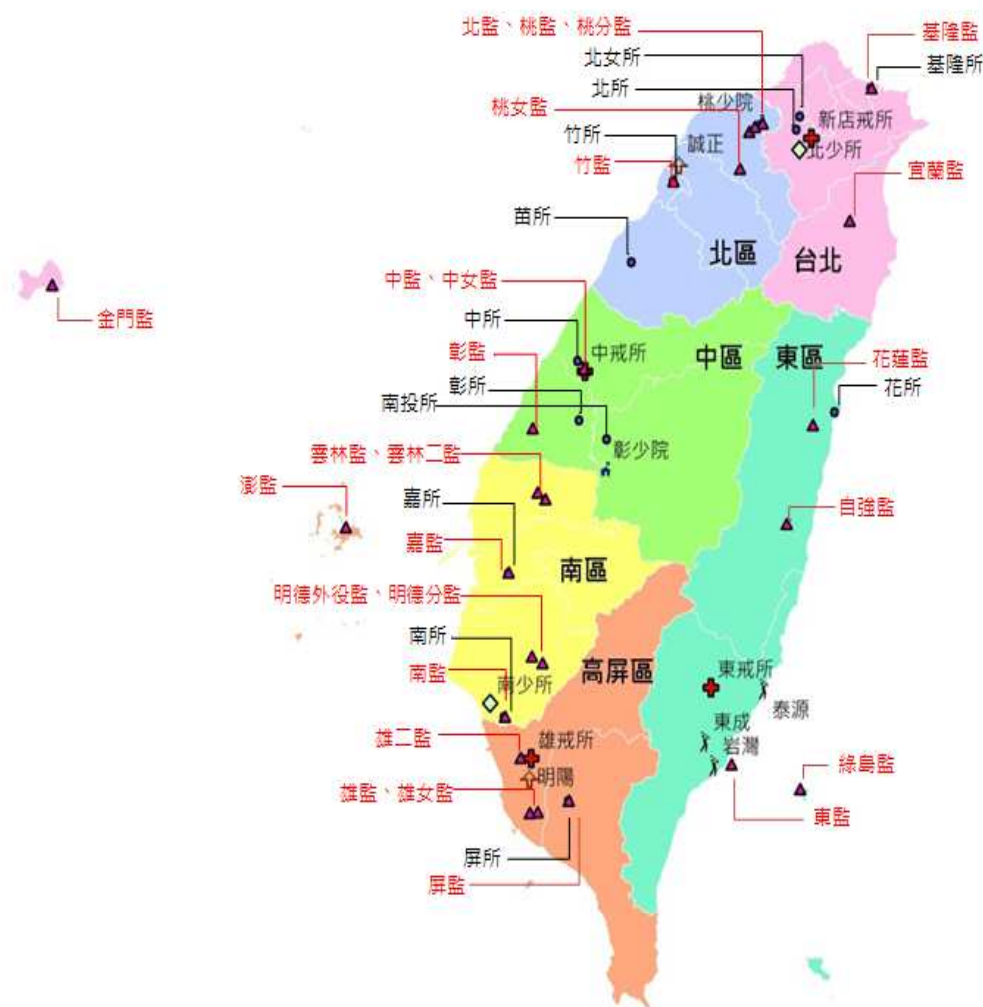 北監、桃監、桃分監
基隆監
北女所
基隆所
北所
桃少院
桃女監
新店戒所
竹所
誠正
北少所
竹監
宜蘭監
苗所
北區
台北
中監、中女監
金門監
中所
彰監
中戒所
中區
東區
花蓮監
彰所
花所
南投所
彰少院
雲林監、雲林二監
澎監
嘉所
自強監
嘉監
南區
明德外役監、明德分監
南所
高屏區
東戒所
南監
南少所
泰源
東成
雄二監
雄戒所
岩灣
明陽
綠島監
雄監、雄女監
東監
屏所
屏監